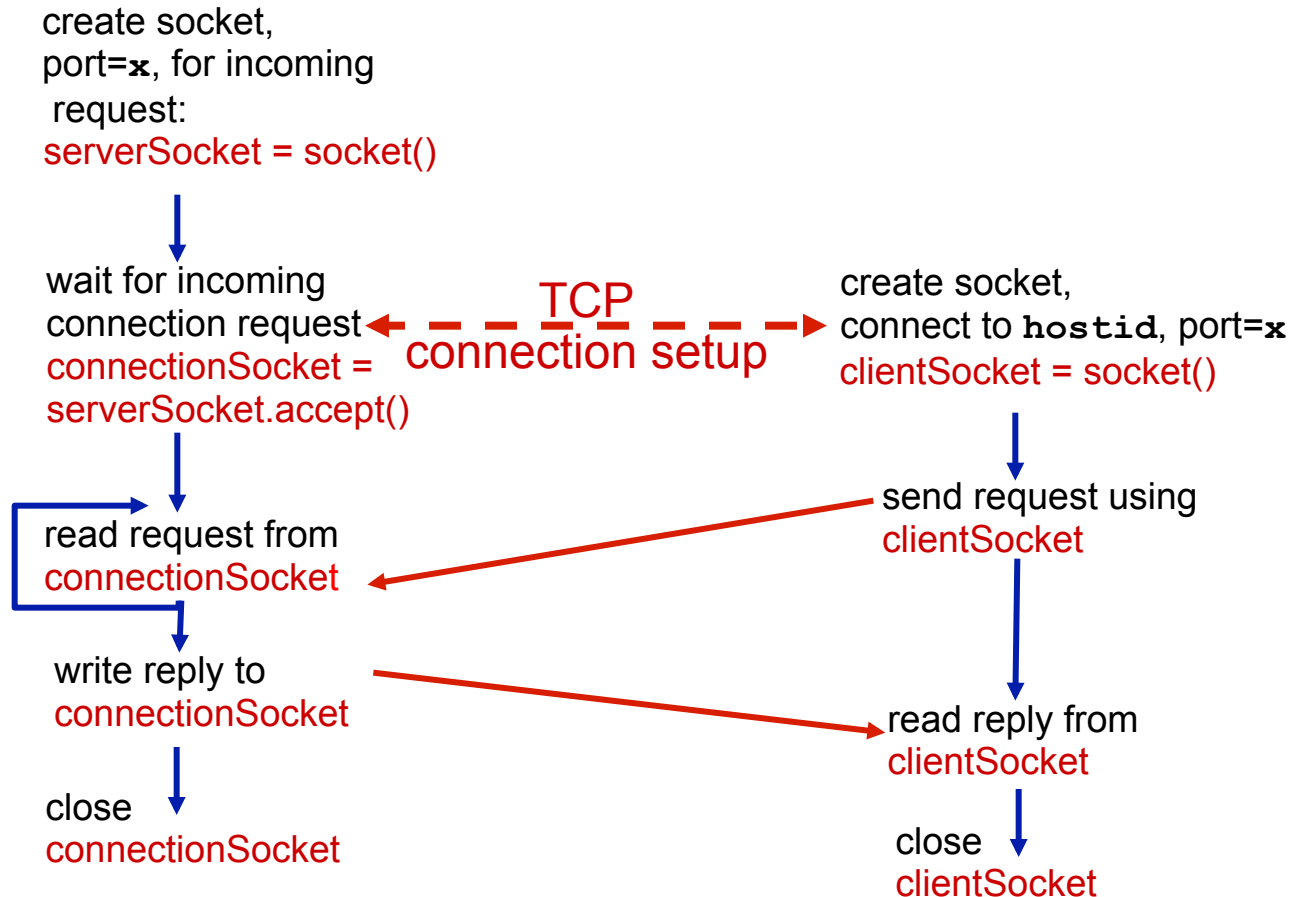 create socket,
port=x, for incoming
request:
serverSocket = socket()
wait for incoming
connection request
connectionSocket =
serverSocket.accept()
TCP
connection setup
create socket,
connect to hostid, port=x
clientSocket = socket()
read request from
connectionSocket
send request using
clientSocket
write reply to
connectionSocket
read reply from
clientSocket
close
connectionSocket
close
clientSocket